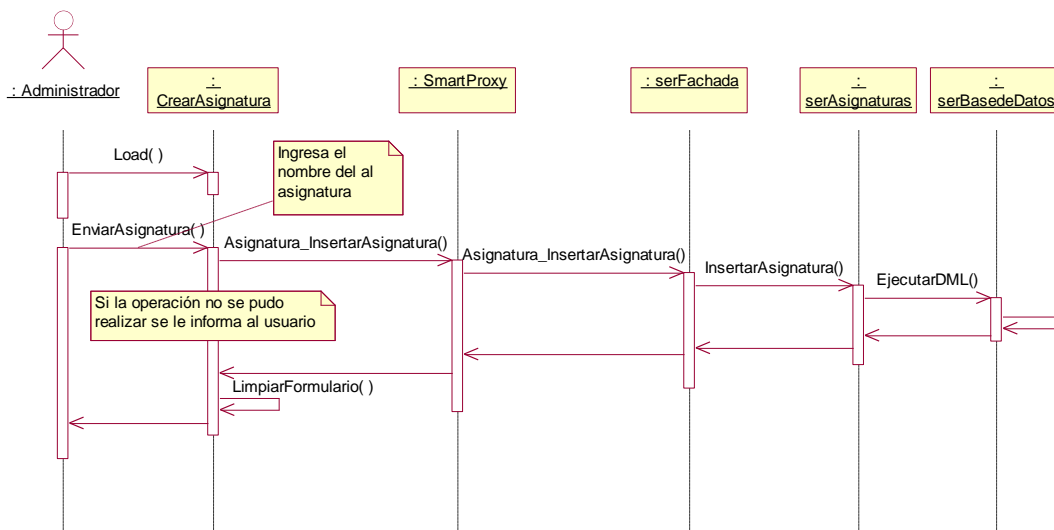 : Administrador
:
CrearAsignatura
: SmartProxy
: serFachada
:
serAsignaturas
:
serBasedeDatos
Load( )
Ingresa el
nombre del al
asignatura
EnviarAsignatura( )
Asignatura_InsertarAsignatura()
Asignatura_InsertarAsignatura()
InsertarAsignatura()
EjecutarDML()
Si la operación no se pudo
realizar se le informa al usuario
LimpiarFormulario( )